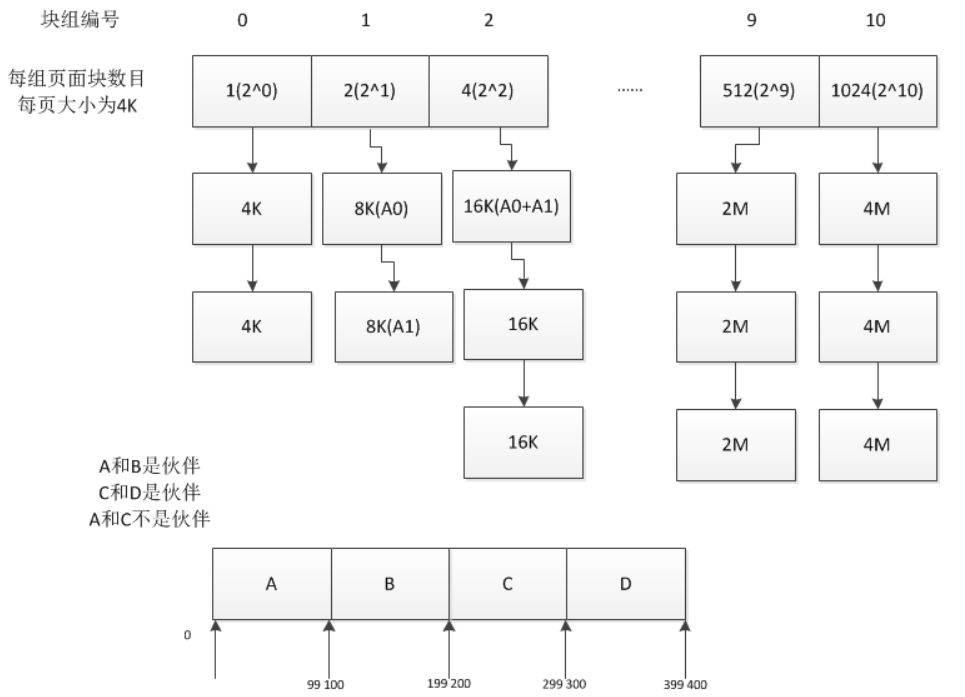 块组编号 0 1 2 9 10
每组页面块数目
每页大小为4K
1(2^0) 2(2^1) 4(2^2) ...... 512(2^9) 1024(2^10)
4K 8K(A0) 16K(A0+A1) 2M 4M
4K 8K(A1) 16K 2M 4M
16K 2M 4M
A和B是伙伴
C和D是伙伴
A和C不是伙伴
A B C D
0
99 100 199 200 299 300 399 400